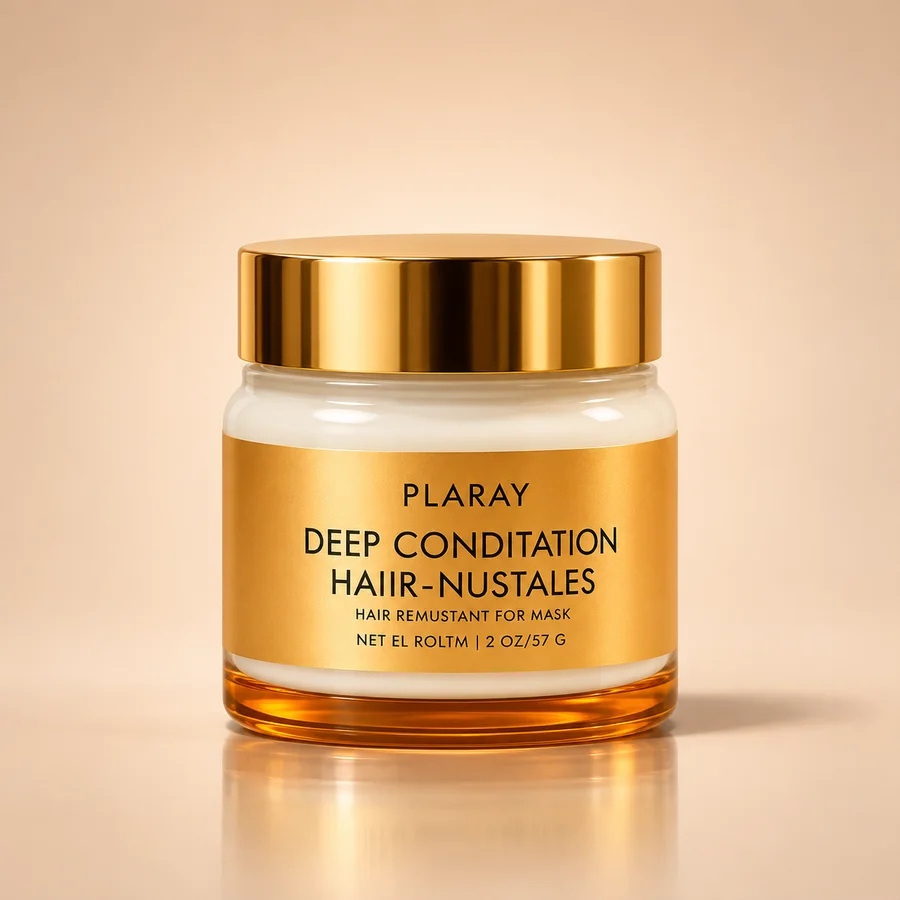 PLARAY
DEEP CONDITATION
HAIIR-NUSTALES
HAIR REMUSTANT FOR MASK
NET EL ROLTM | 2 OZ/57 G